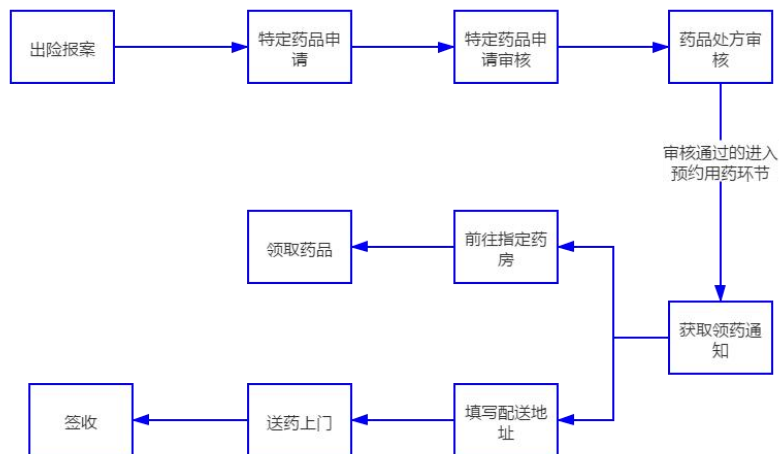 出险报案
特定药品申
请
特定药品申
请审核
药品处方审
核
审核通过的进入
预约用药环节
获取领药通
知
前往指定药
房
领取药品
填写配送地
址
送药上门
签收